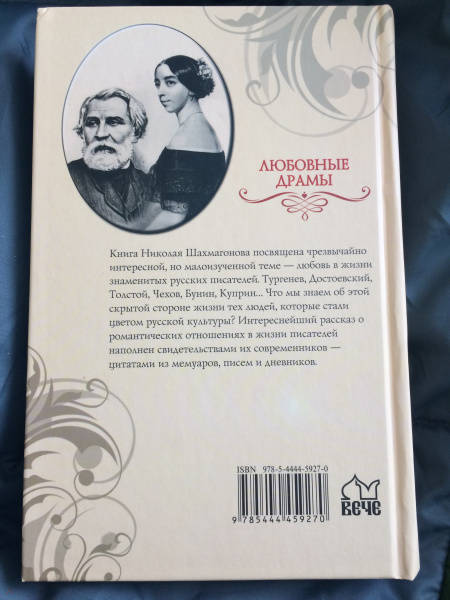 ЛЮБОВНЫЕ
ДРАМЫ
Книга Николая Шахмагонова посвящена чрезвычайно
интересной, но малоизученной теме — любовь в жизни
знаменитых русских писателей. Тургенев, Достоевский,
Толстой, Чехов, Бунин, Куприн... Что мы знаем об этой
скрытой стороне жизни тех людей, которые стали
цветом русской культуры? Интереснейший рассказ о
романтических отношениях в жизни писателей
наполнен свидетельствами их современников —
цитатами из мемуаров, писем и дневников.
ISBN 978-5-4444-5927-0
9 785444 459270
ВЕЧЕ